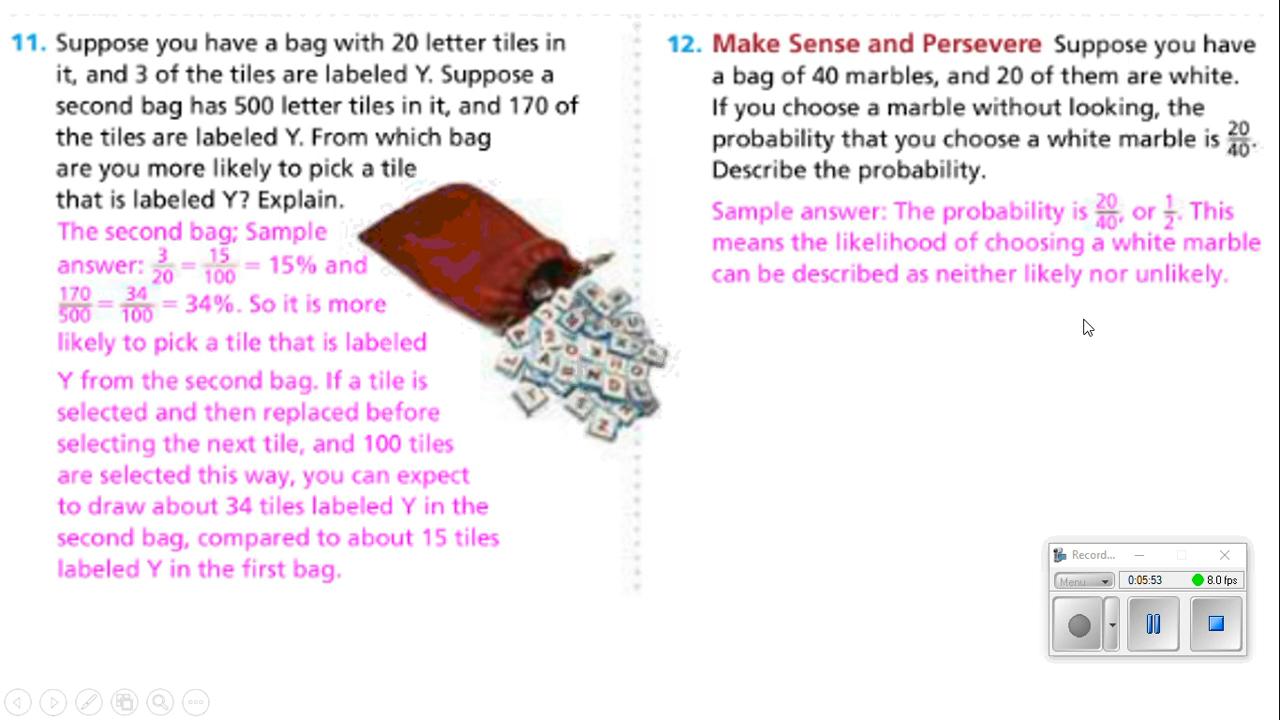 11. Suppose you have a bag with 20 letter tiles in
it, and 3 of the tiles are labeled Y. Suppose a
second bag has 500 letter tiles in it, and 170 of
the tiles are labeled Y. From which bag
are you more likely to pick a tile
that is labeled Y? Explain.
The second bag; Sample
answer: 3/20 = 15/100 = 15% and
170/500 = 34/100 = 34%. So it is more
likely to pick a tile that is labeled
Y from the second bag. If a tile is
selected and then replaced before
selecting the next tile, and 100 tiles
are selected this way, you can expect
to draw about 34 tiles labeled Y in the
second bag, compared to about 15 tiles
labeled Y in the first bag.
12. Make Sense and Persevere Suppose you have
a bag of 40 marbles, and 20 of them are white.
If you choose a marble without looking, the
probability that you choose a white marble is 20/40.
Describe the probability.
Sample answer: The probability is 20/40, or 1/2. This
means the likelihood of choosing a white marble
can be described as neither likely nor unlikely.
Record...
Menu 0:05:53 8.0 fps